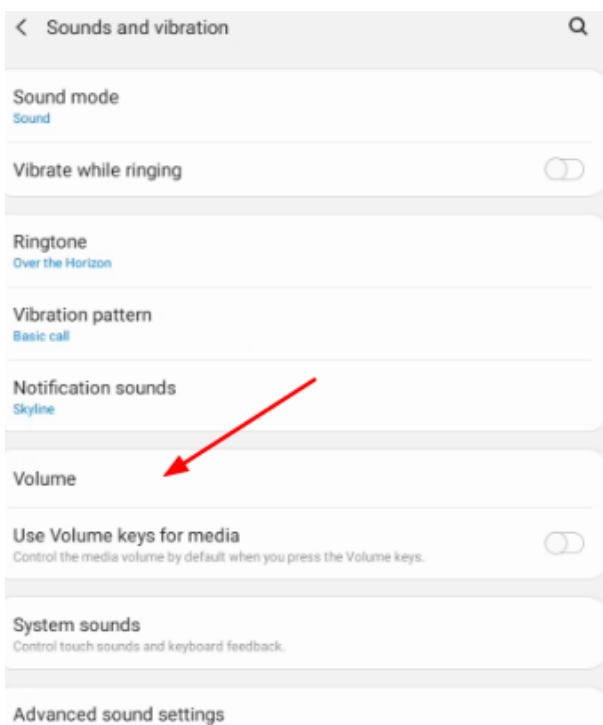 Sounds and vibration
Sound mode
Sound
Vibrate while ringing
Ringtone
Over the Horizon
Vibration pattern
Basic call
Notification sounds
Skyline
Volume
Use Volume keys for media
Control the media volume by default when you press the Volume keys.
System sounds
Control touch sounds and keyboard feedback.
Advanced sound settings